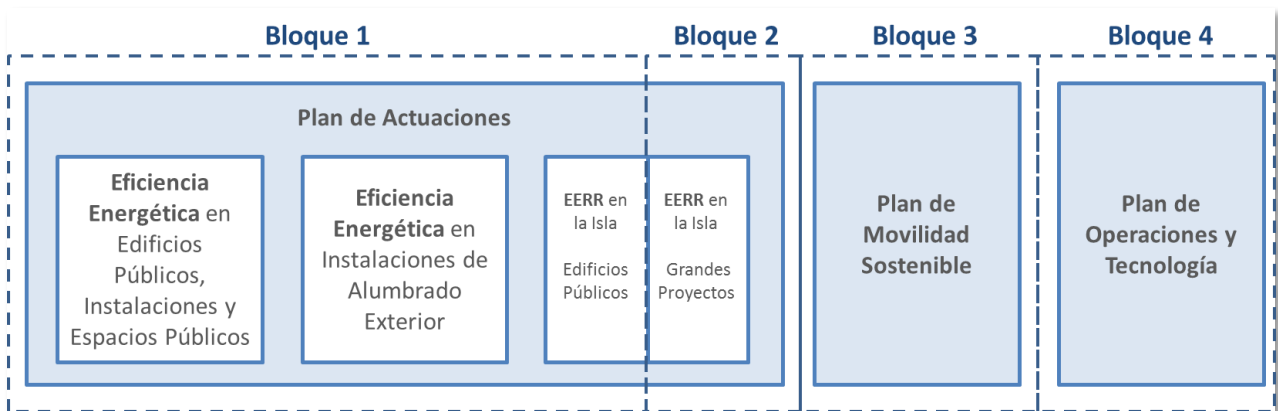 Bloque 1
Bloque 2
Bloque 3
Bloque 4
Plan de Actuaciones
Eficiencia
Energética en
Edificios
Públicos,
Instalaciones y
Espacios Públicos
Eficiencia
Energética en
Instalaciones de
Alumbrado
Exterior
EERR en
la Isla
Edificios
Públicos
EERR en
la Isla
Grandes
Proyectos
Plan de
Movilidad
Sostenible
Plan de
Operaciones y
Tecnología